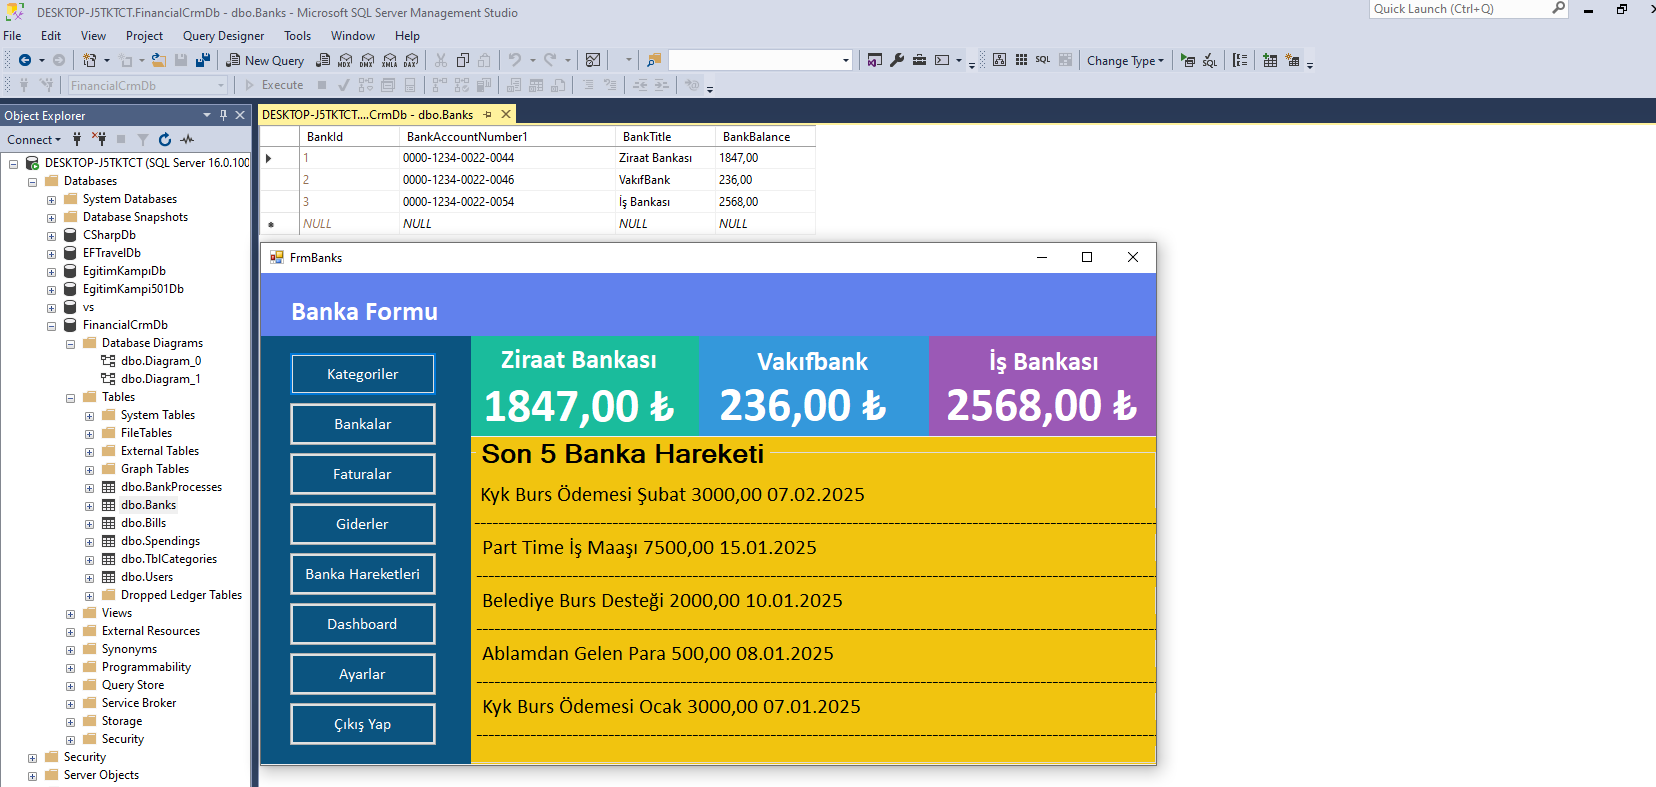 DESKTOP-J5TKTCT.FinancialCrmDb - dbo.Banks - Microsoft SQL Server Management Studio
Quick Launch (Ctrl+Q)
File Edit View Project Query Designer Tools Window Help
New Query MDX DMX XMLA DAX SQL Change Type
FinancialCrmDb Execute
Object Explorer
DESKTOP-J5TKTCT....CrmDb - dbo.Banks
Connect
DESKTOP-J5TKTCT (SQL Server 16.0.100
Databases
System Databases
Database Snapshots
CSharpDb
EFTravelDb
EgitimKampıDb
EgitimKampi501Db
vs
FinancialCrmDb
Database Diagrams
dbo.Diagram_0
dbo.Diagram_1
Tables
System Tables
FileTables
External Tables
Graph Tables
dbo.BankProcesses
dbo.Banks
dbo.Bills
dbo.Spendings
dbo.TblCategories
dbo.Users
Dropped Ledger Tables
Views
External Resources
Synonyms
Programmability
Query Store
Service Broker
Storage
Security
Security
Server Objects
BankId BankAccountNumber1 BankTitle BankBalance
1 0000-1234-0022-0044 Ziraat Bankası 1847,00
2 0000-1234-0022-0046 VakıfBank 236,00
3 0000-1234-0022-0054 İş Bankası 2568,00
NULL NULL NULL NULL
FrmBanks
Banka Formu
Kategoriler
Bankalar
Faturalar
Giderler
Banka Hareketleri
Dashboard
Ayarlar
Çıkış Yap
Ziraat Bankası
1847,00 ₺
Vakıfbank
236,00 ₺
İş Bankası
2568,00 ₺
Son 5 Banka Hareketi
Kyk Burs Ödemesi Şubat 3000,00 07.02.2025
Part Time İş Maaşı 7500,00 15.01.2025
Belediye Burs Desteği 2000,00 10.01.2025
Ablamdan Gelen Para 500,00 08.01.2025
Kyk Burs Ödemesi Ocak 3000,00 07.01.2025